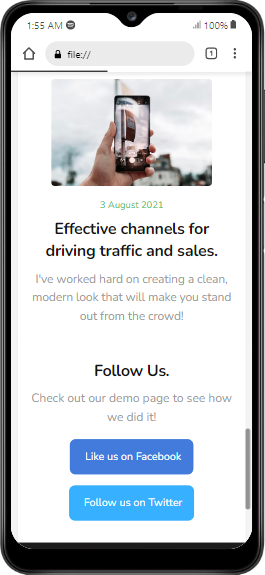 1:55 AM 100%
file://
1
3 August 2021
Effective channels for
driving traffic and sales.
I've worked hard on creating a clean,
modern look that will make you stand
out from the crowd!
Follow Us.
Check out our demo page to see how
we did it!
Like us on Facebook
Follow us on Twitter